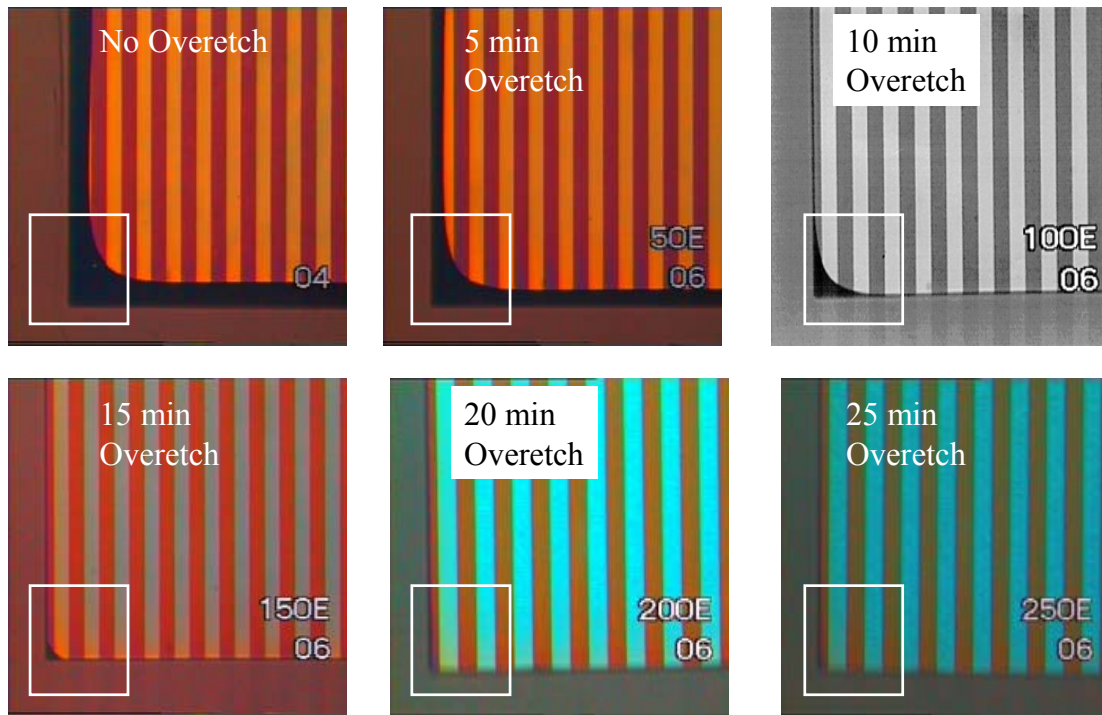 No Overetch
04
5 min
Overetch
50E
06
10 min
Overetch
100E
06
15 min
Overetch
150E
06
20 min
Overetch
200E
06
25 min
Overetch
250E
06